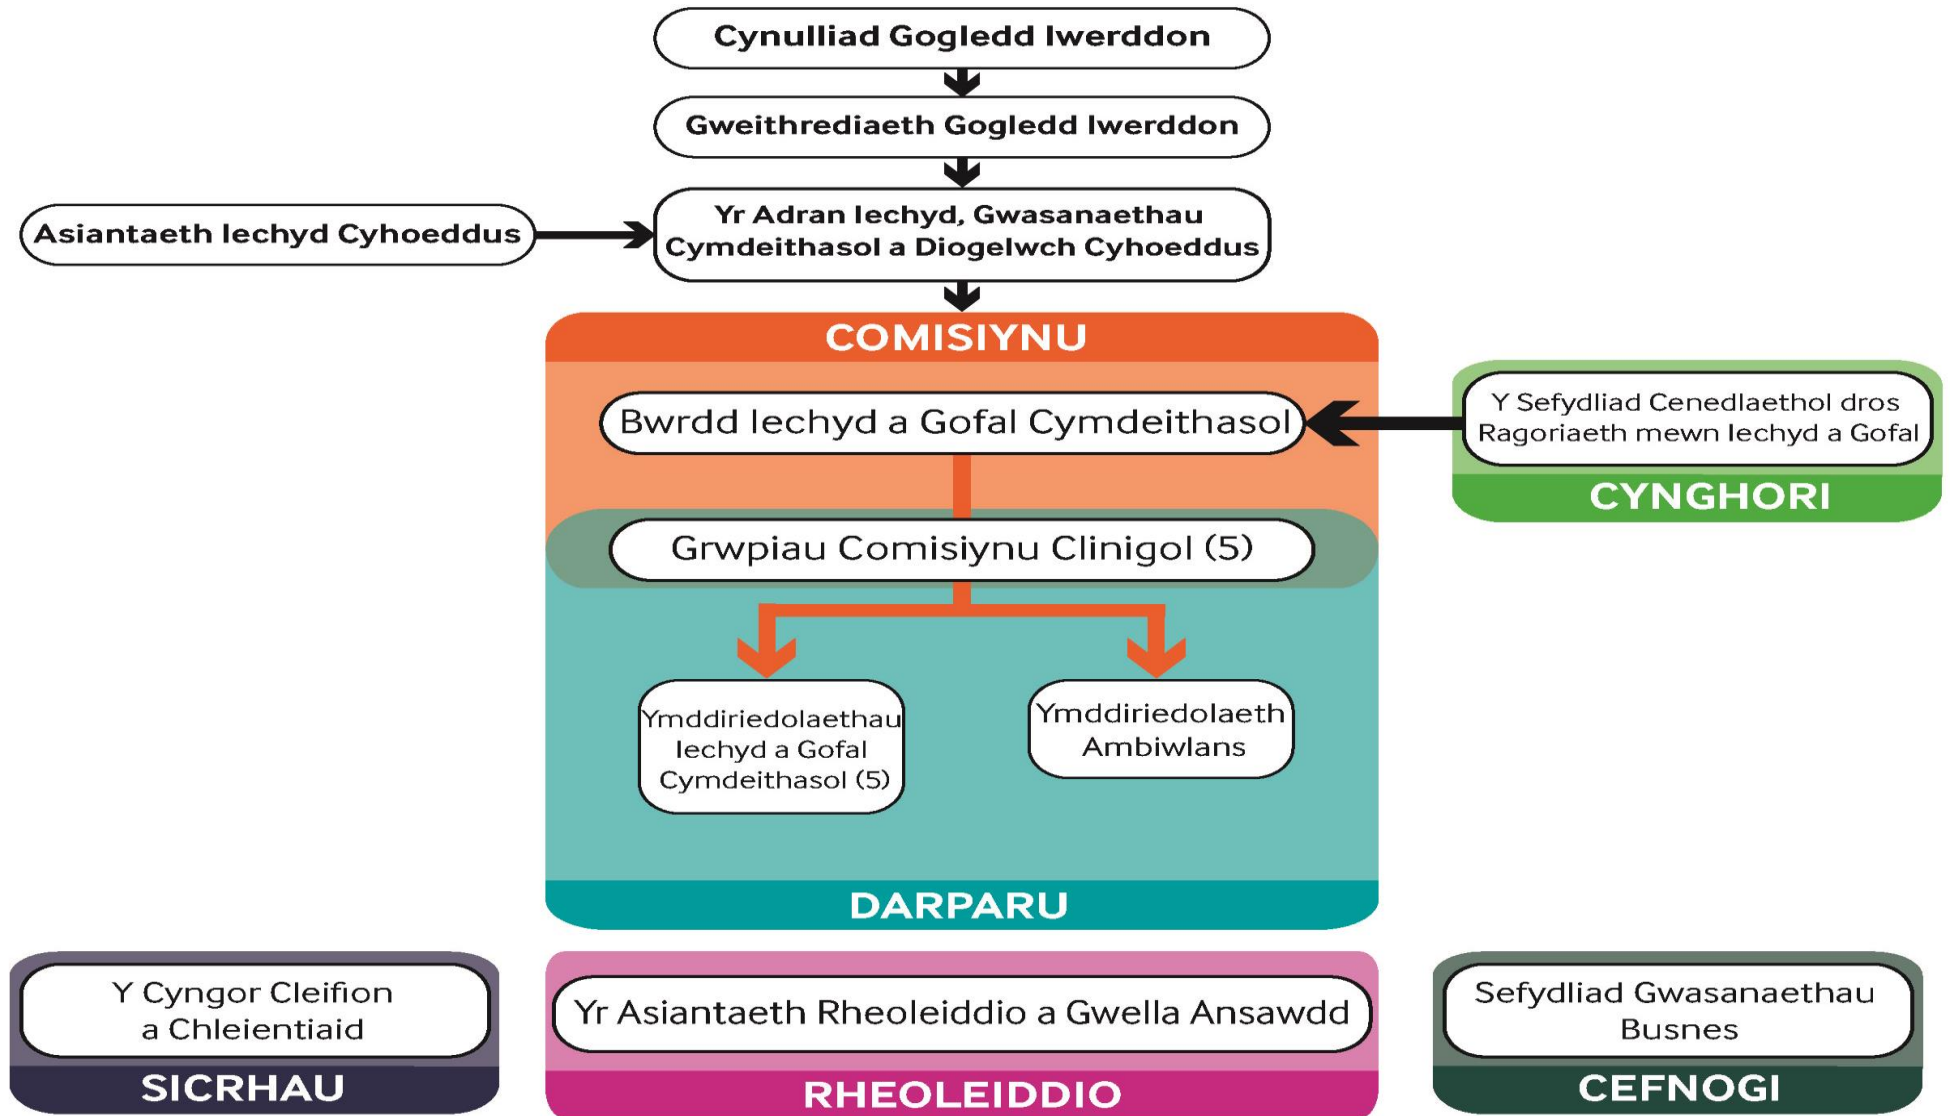 Cynulliad Gogledd Iwerddon
Gweithrediaeth Gogledd Iwerddon
Asiantaeth Iechyd Cyhoeddus
Yr Adran Iechyd, Gwasanaethau
Cymdeithasol a Diogelwch Cyhoeddus
COMISIYNU
Bwrdd Iechyd a Gofal Cymdeithasol
Y Sefydliad Cenedlaethol dros
Ragoriaeth mewn Iechyd a Gofal
CYNGHORI
Grwpiau Comisiynu Clinigol (5)
Ymddiriedolaethau
Iechyd a Gofal
Cymdeithasol (5)
Ymddiriedolaeth
Ambiwlans
DARPARU
Y Cyngor Cleifion
a Chleientiaid
SICRHAU
Yr Asiantaeth Rheoleiddio a Gwella Ansawdd
RHEOLEIDDIO
Sefydliad Gwasanaethau
Busnes
CEFNOGI